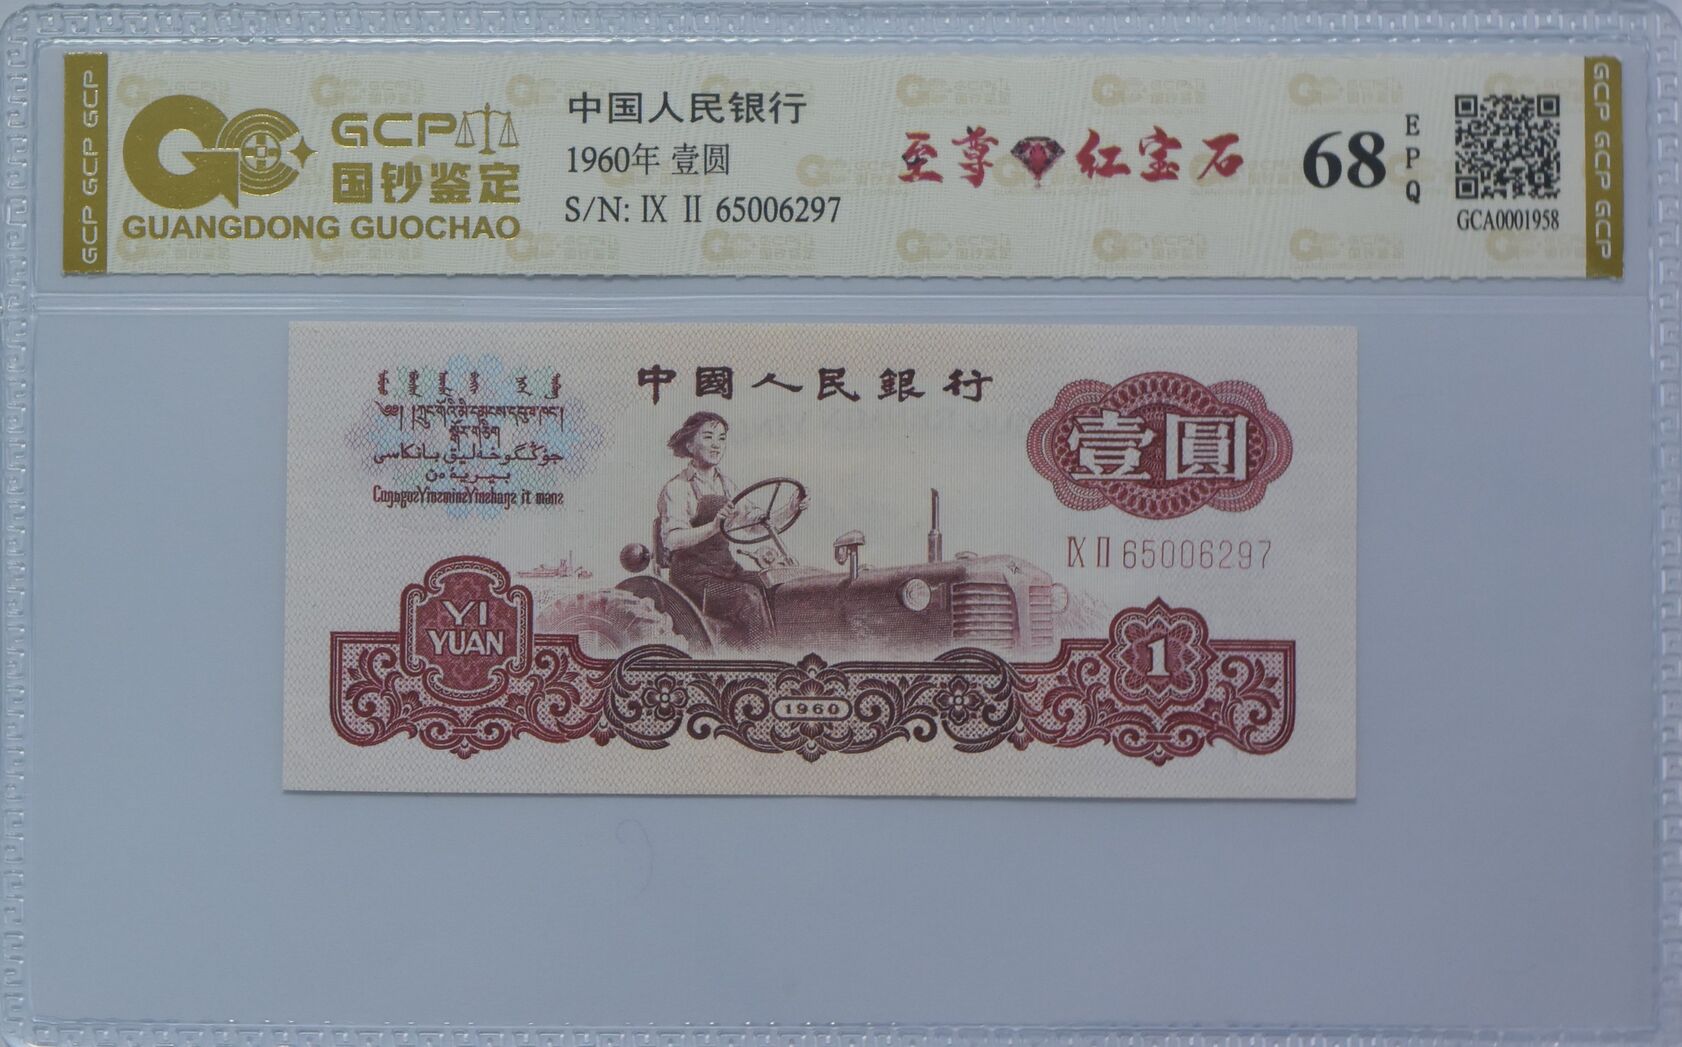 GCP GCP GCP
GCP
国钞鉴定
GUANGDONG GUOCHAO
中国人民银行
1960年 壹圆
S/N: Ⅸ Ⅱ 65006297
至尊 红宝石
68
EPQ
GCA0001958
GCP GCP GCP
中國人民銀行
壹圓
Ⅸ Ⅱ 65006297
YI
YUAN
1960
1